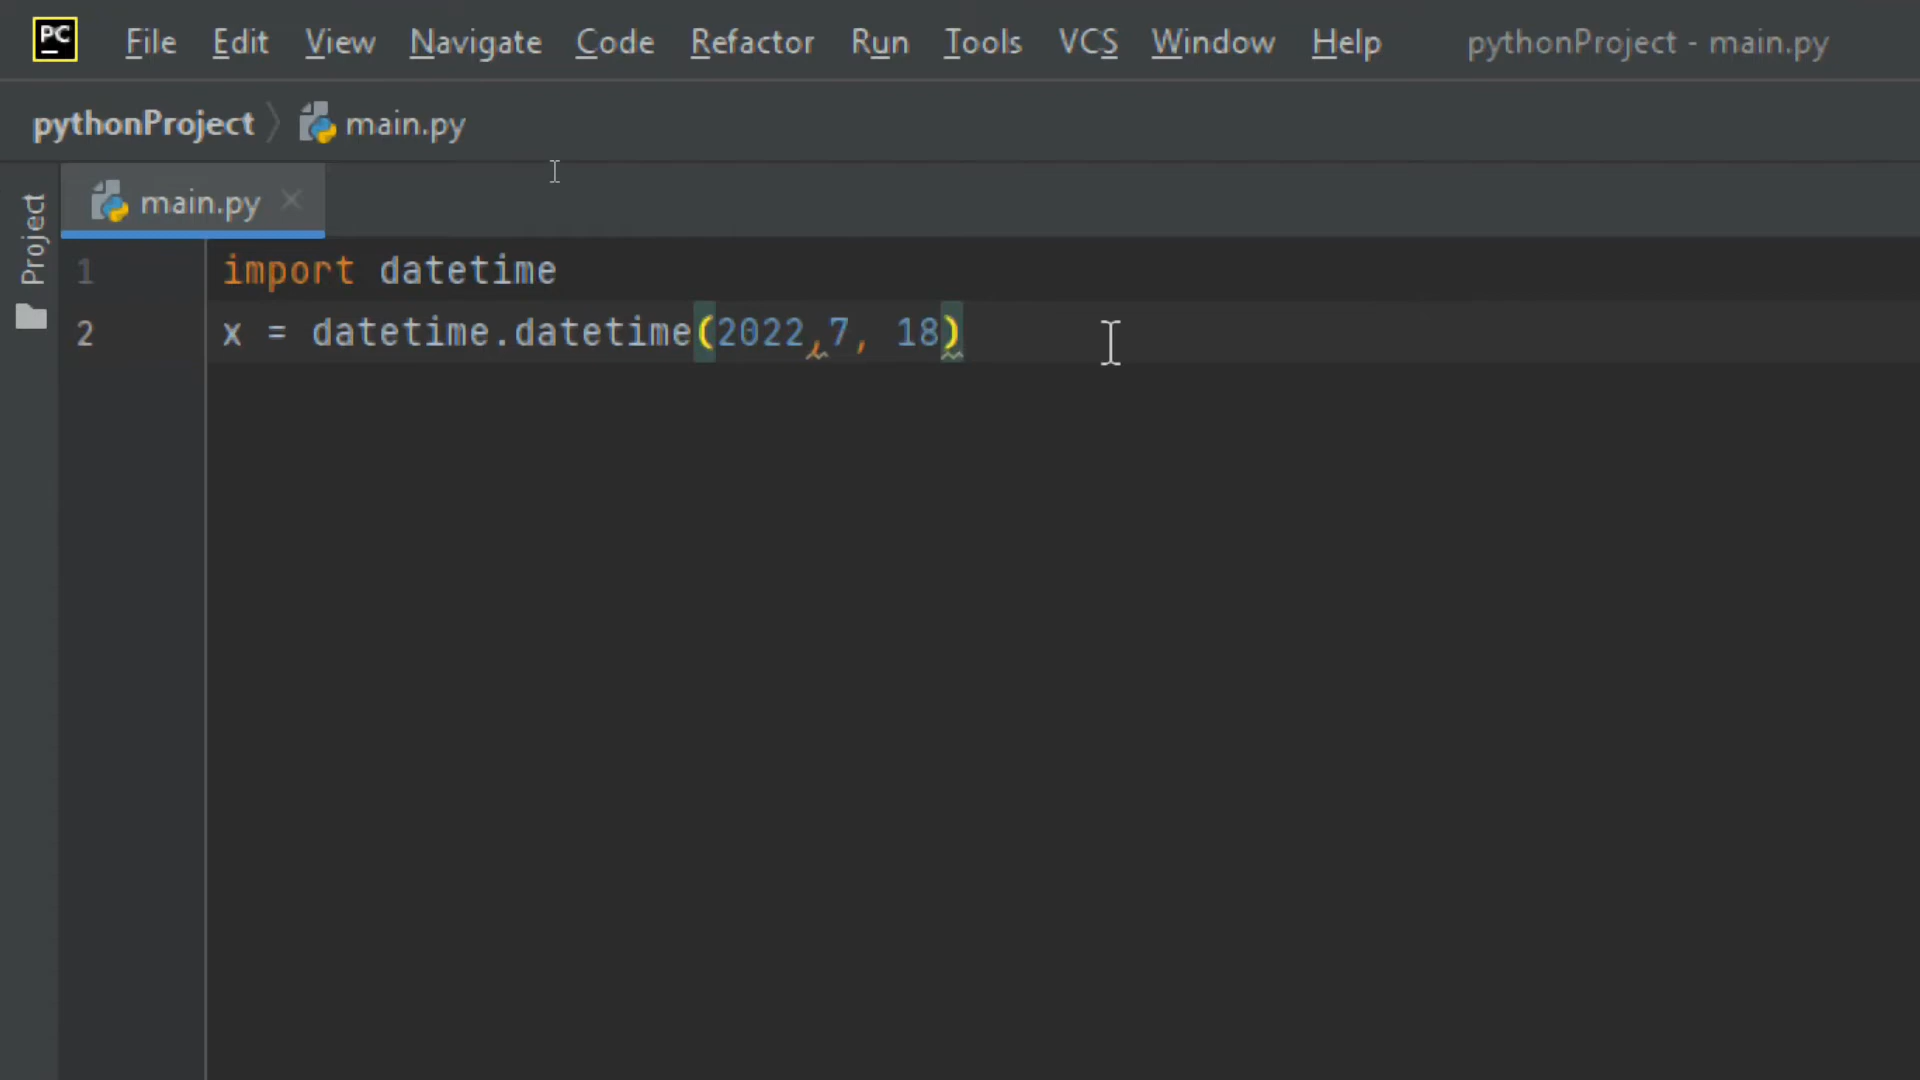 PC File Edit View Navigate Code Refactor Run Tools VCS Window Help pythonProject - main.py
pythonProject main.py
Project
main.py
1 import datetime
2 x = datetime.datetime(2022,7, 18)